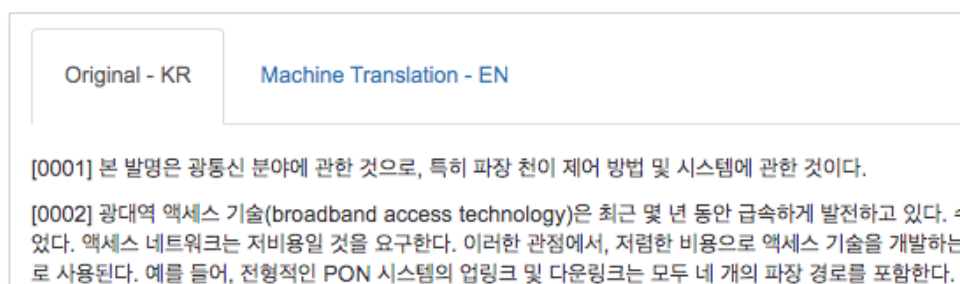 Original - KR
Machine Translation - EN
[0001] 본 발명은 광통신 분야에 관한 것으로, 특히 파장 천이 제어 방법 및 시스템에 관한 것이다.
[0002] 광대역 액세스 기술(broadband access technology)은 최근 몇 년 동안 급속하게 발전하고 있다.
었다. 액세스 네트워크는 저비용일 것을 요구한다. 이러한 관점에서, 저렴한 비용으로 액세스 기술을 개발하는
로 사용된다. 예를 들어, 전형적인 PON 시스템의 업링크 및 다운링크는 모두 네 개의 파장 경로를 포함한다.